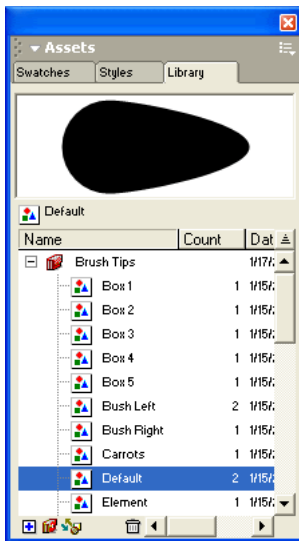 Assets
Swatches Styles Library
Default
Name Count Dat
Brush Tips 1/17/
Box 1 1 1/15/
Box 2 1 1/15/
Box 3 1 1/15/
Box 4 1 1/15/
Box 5 1 1/15/
Bush Left 2 1/15/
Bush Right 1 1/15/
Carrots 1 1/15/
Default 2 1/15/
Element 1 1/15/